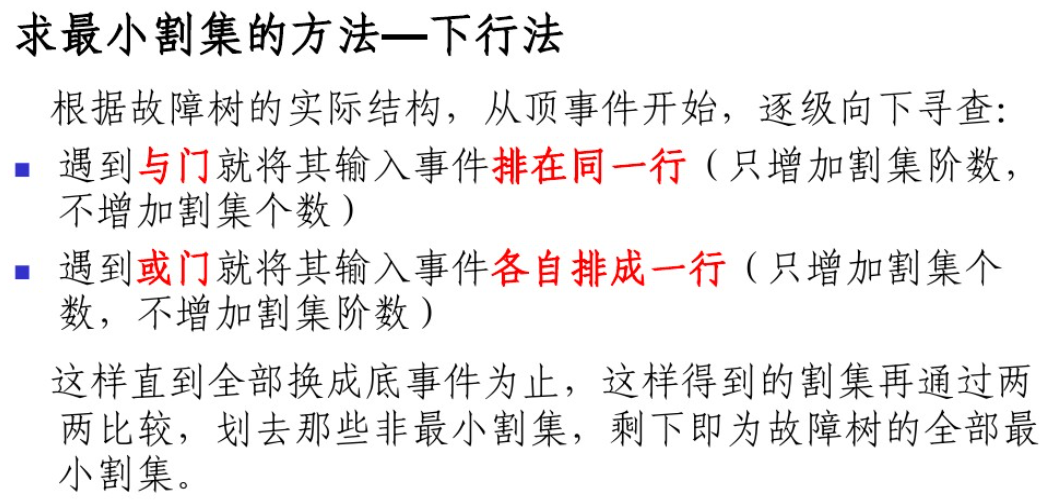 求最小割集的方法—下行法
根据故障树的实际结构，从顶事件开始，逐级向下寻查：
遇到与门就将其输入事件排在同一行（只增加割集阶数，
不增加割集个数）
遇到或门就将其输入事件各自排成一行（只增加割集个
数，不增加割集阶数）
这样直到全部换成底事件为止，这样得到的割集再通过两
两比较，划去那些非最小割集，剩下即为故障树的全部最
小割集。